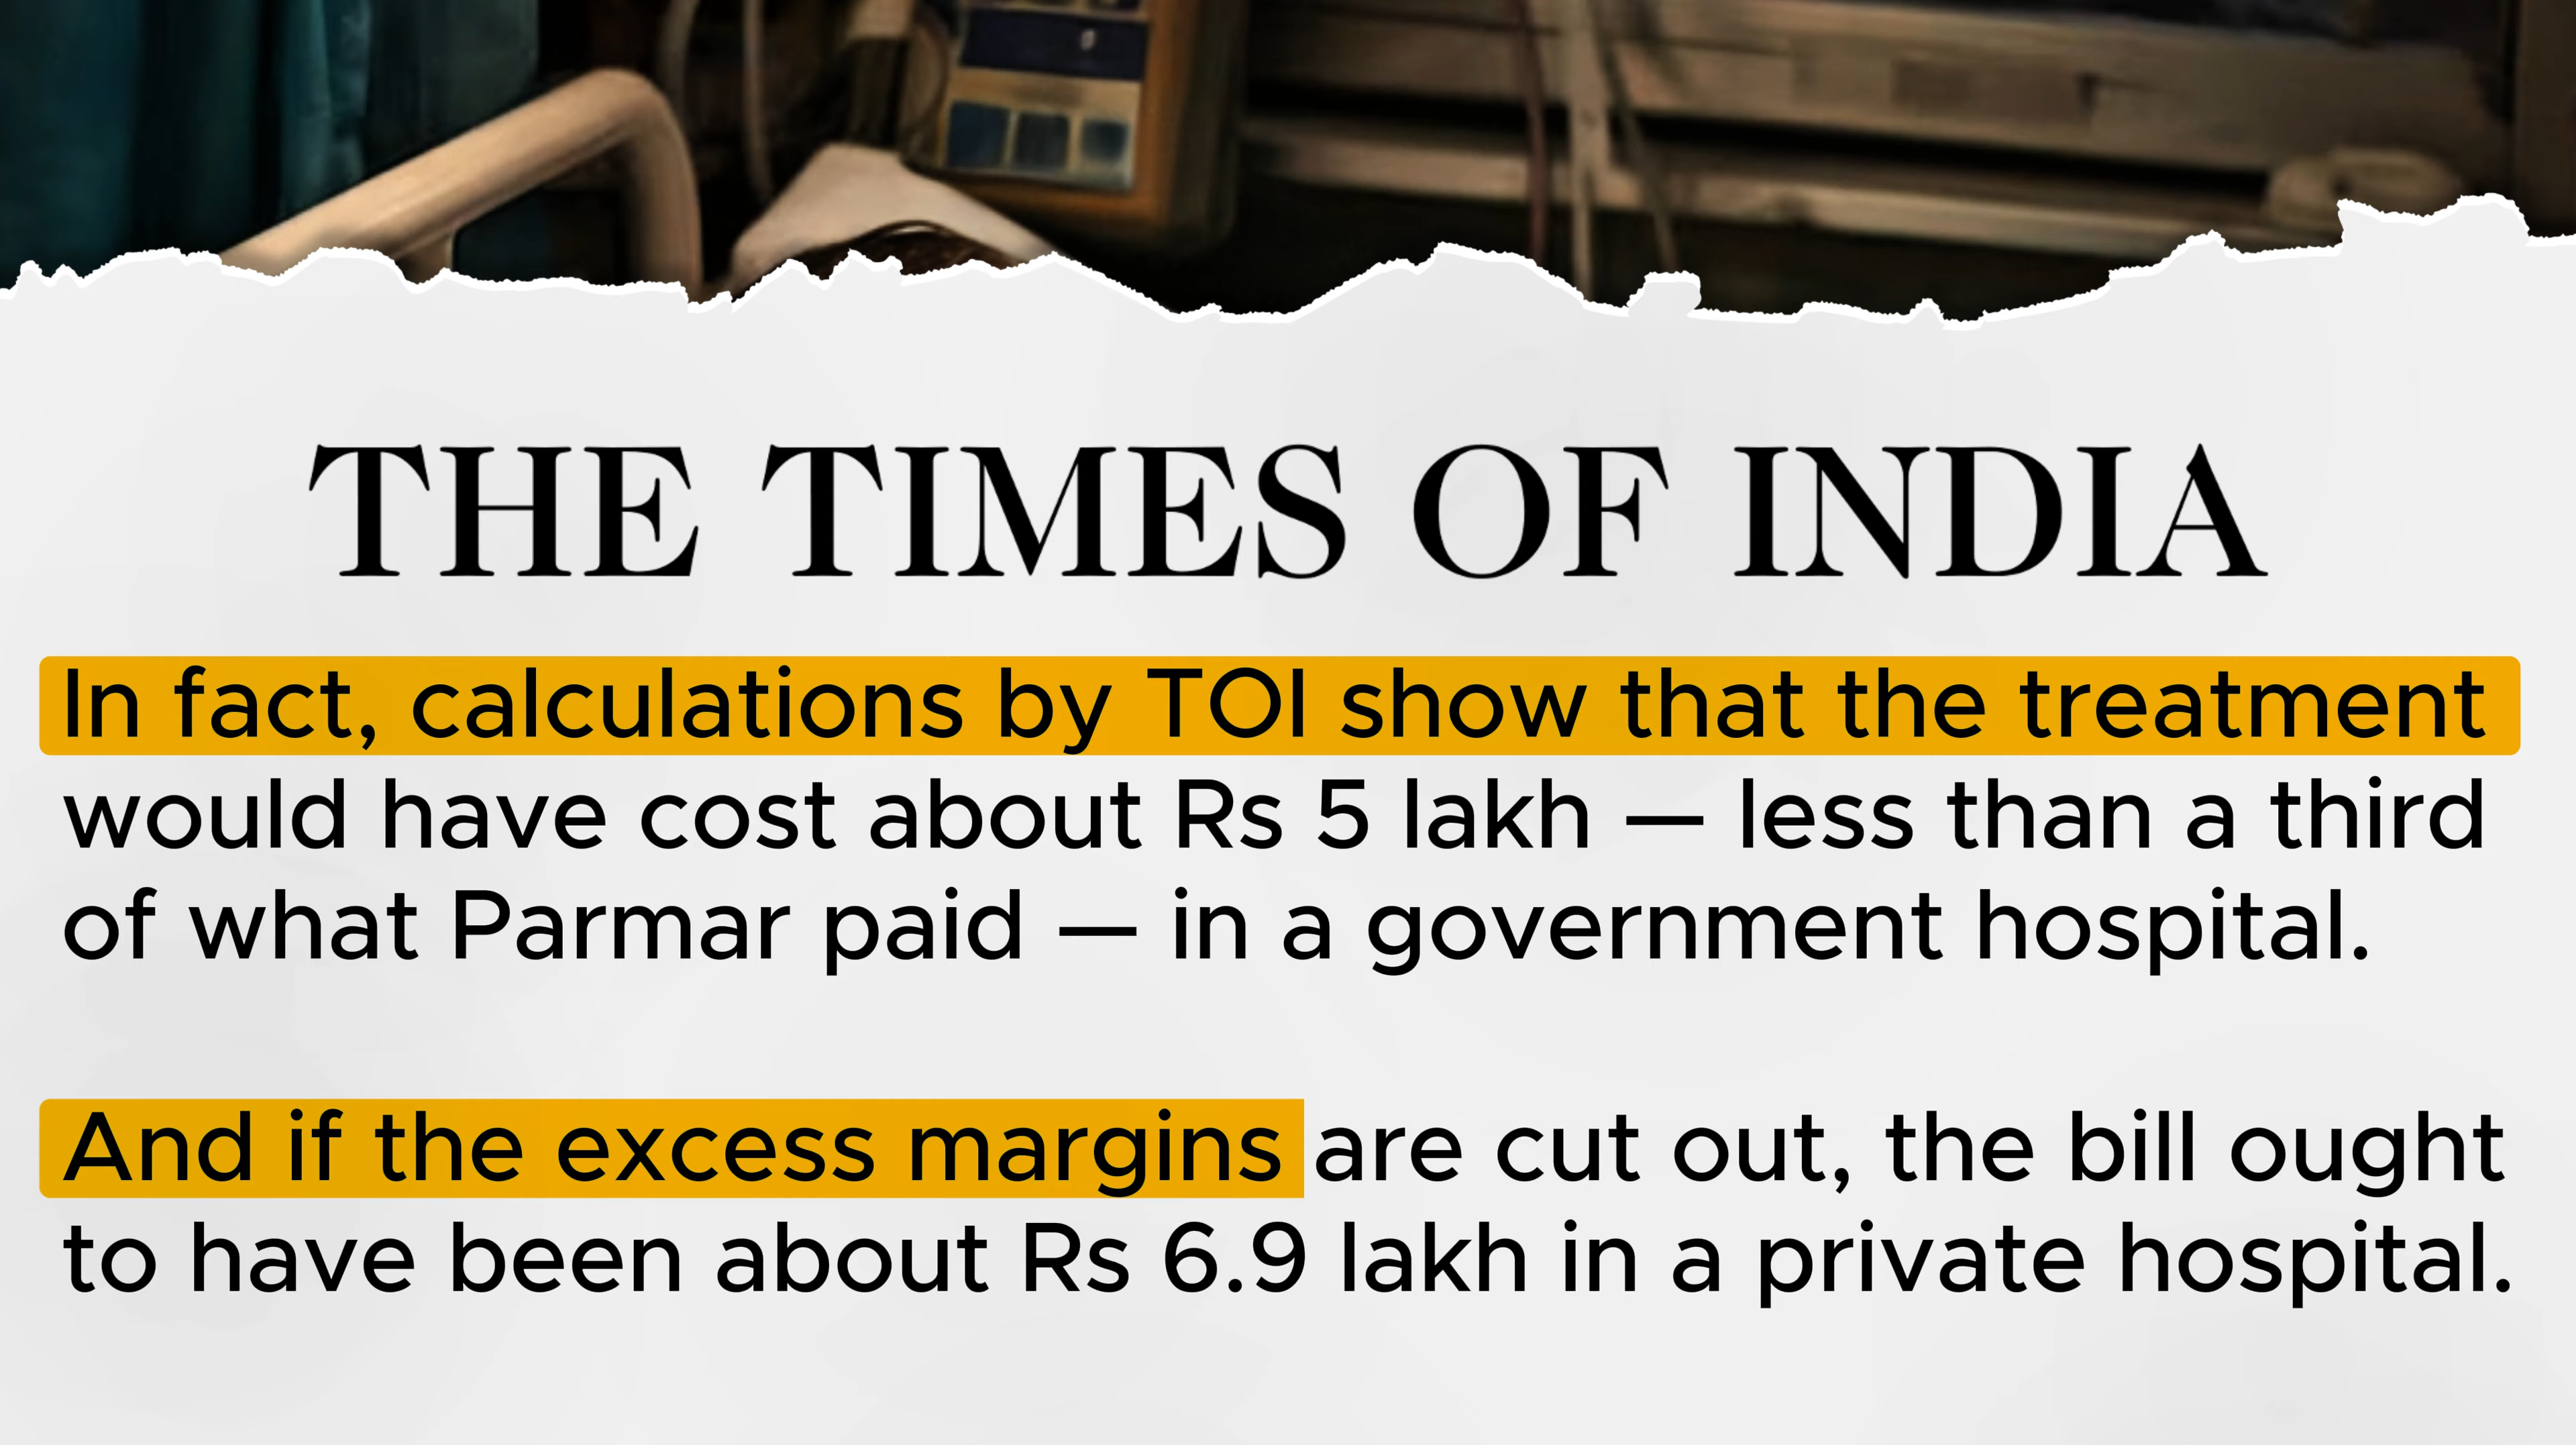 THE TIMES OF INDIA
In fact, calculations by TOI show that the treatment
would have cost about Rs 5 lakh — less than a third
of what Parmar paid — in a government hospital.
And if the excess margins are cut out, the bill ought
to have been about Rs 6.9 lakh in a private hospital.